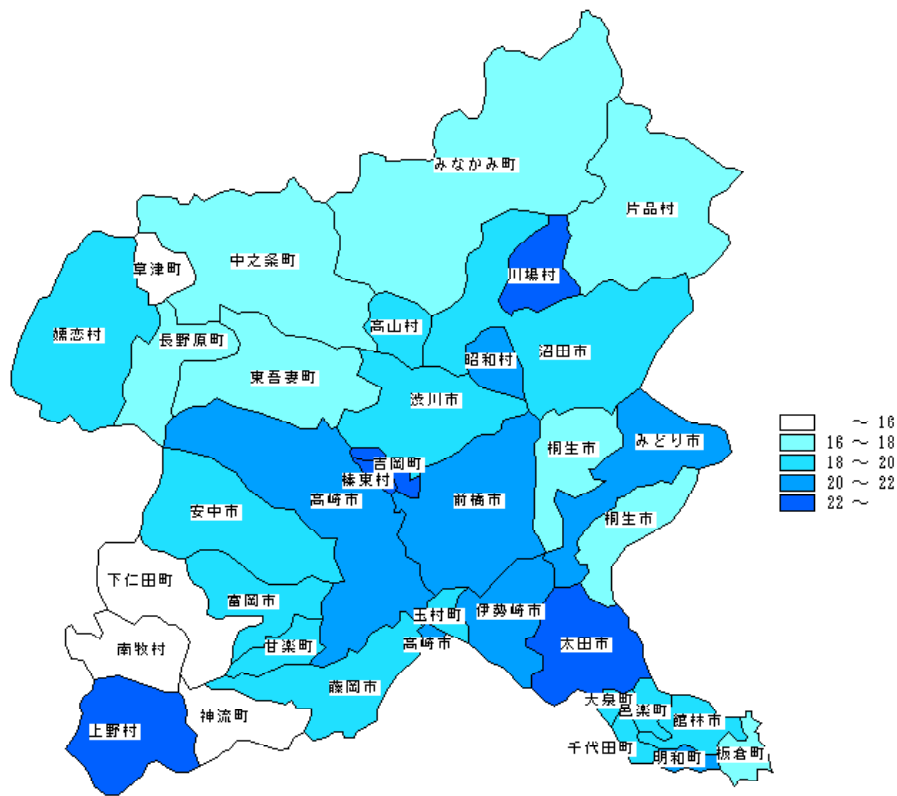 みなかみ町
片品村
中之条町
草津町
川場村
高山村
嬬恋村
長野原町
昭和村
沼田市
東吾妻町
渋川市
～16
16～18
18～20
20～22
22～
みどり市
桐生市
吉岡町
榛東村
高崎市
前橋市
安中市
桐生市
下仁田町
富岡市
玉村町
伊勢崎市
高崎市
太田市
甘楽町
南牧村
藤岡市
大泉町
邑楽町
館林市
神流町
上野村
千代田町
明和町
板倉町